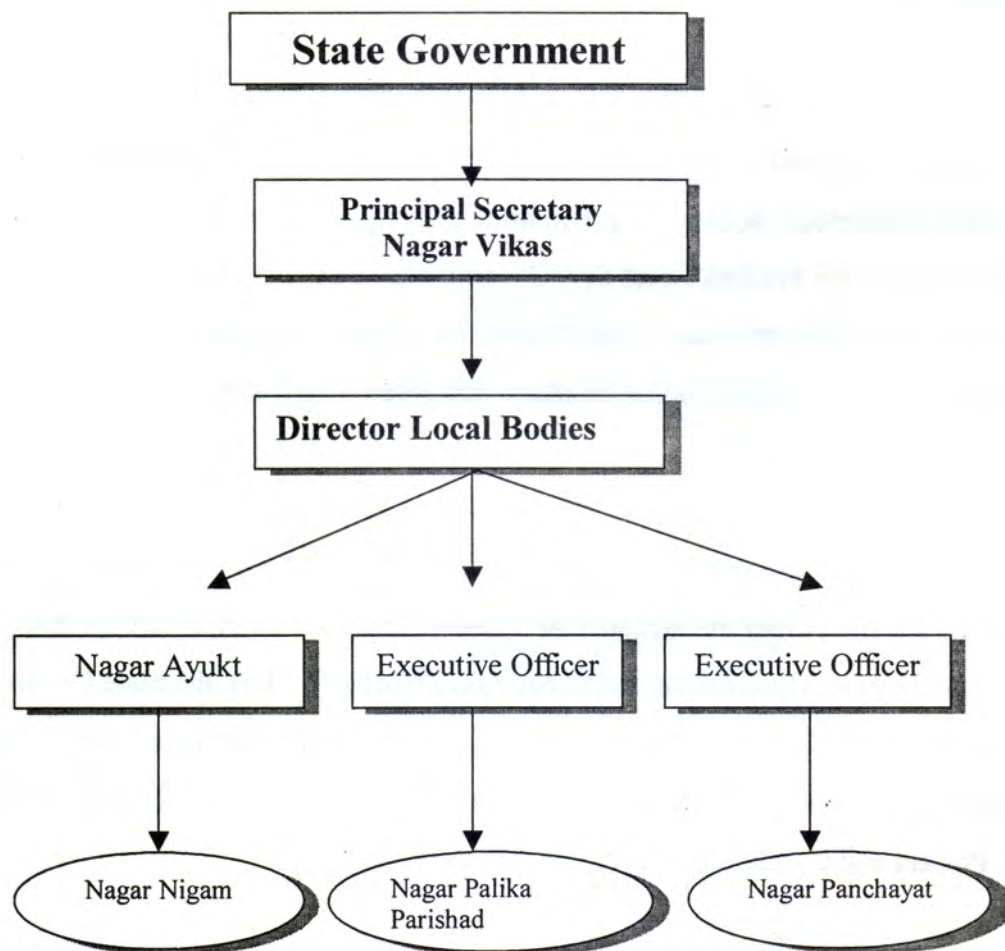 State Government
Principal Secretary
Nagar Vikas
Director Local Bodies
Nagar Ayukt
Executive Officer
Executive Officer
Nagar Nigam
Nagar Palika
Parishad
Nagar Panchayat